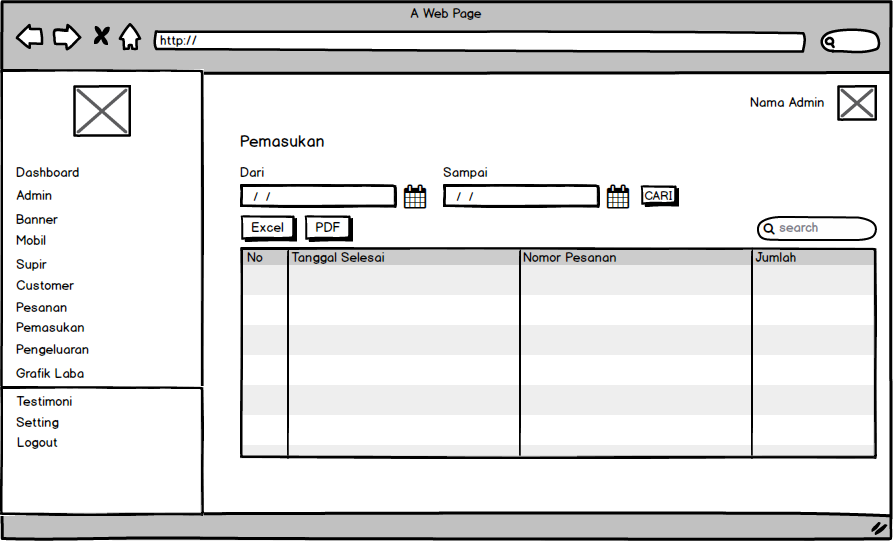 A Web Page
http://
Nama Admin
Pemasukan
Dari Sampai
/ / / / CARI
Excel PDF search
No Tanggal Selesai Nomor Pesanan Jumlah
Dashboard
Admin
Banner
Mobil
Supir
Customer
Pesanan
Pemasukan
Pengeluaran
Grafik Laba
Testimoni
Setting
Logout